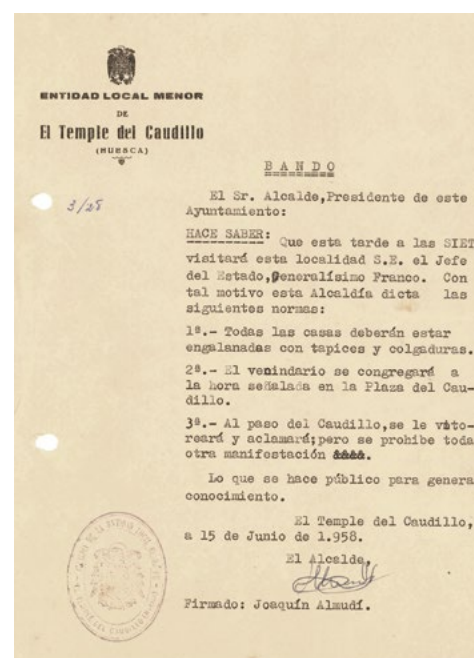 ENTIDAD LOCAL MENOR
DE
El Temple del Caudillo
(HUESCA)
3/28
BANDO
El Sr. Alcalde,Presidente de este
Ayuntamiento:
HACE SABER:
Que esta tarde a las SIET
visitará esta localidad S.E. el Jefe
del Estado,Generalísimo Franco. Con
tal motivo esta Alcaldía dicta las
siguientes normas:
1ª.- Todas las casas deberán estar
engalanadas con tapices y colgaduras.
2ª.- El venindario se congregará a
la hora señalada en la Plaza del Cau-
dillo.
3ª.- Al paso del Caudillo,se le vito-
reará y aclamará;pero se prohibe toda
otra manifestación
Lo que se hace público para genera
conocimiento.
El Temple del Caudillo,
a 15 de Junio de 1.958.
El Alcalde,
Firmado: Joaquín Almudí.